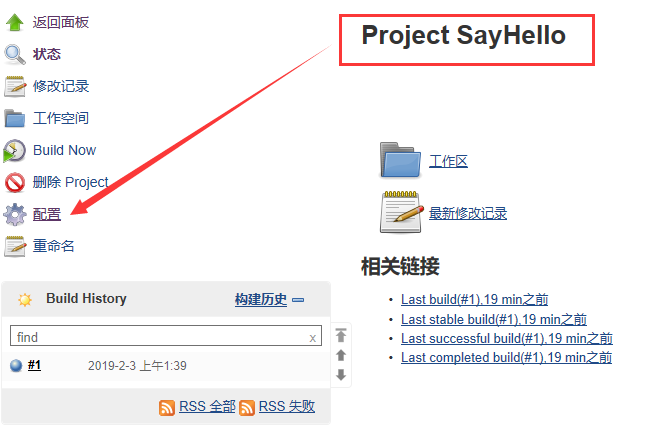 返回面板
状态
修改记录
工作空间
Build Now
删除 Project
配置
重命名
Build History 构建历史
find x
#1 2019-2-3 上午1:39
RSS 全部 RSS 失败
Project SayHello
工作区
最新修改记录
相关链接
Last build(#1),19 min之前
Last stable build(#1),19 min之前
Last successful build(#1),19 min之前
Last completed build(#1),19 min之前